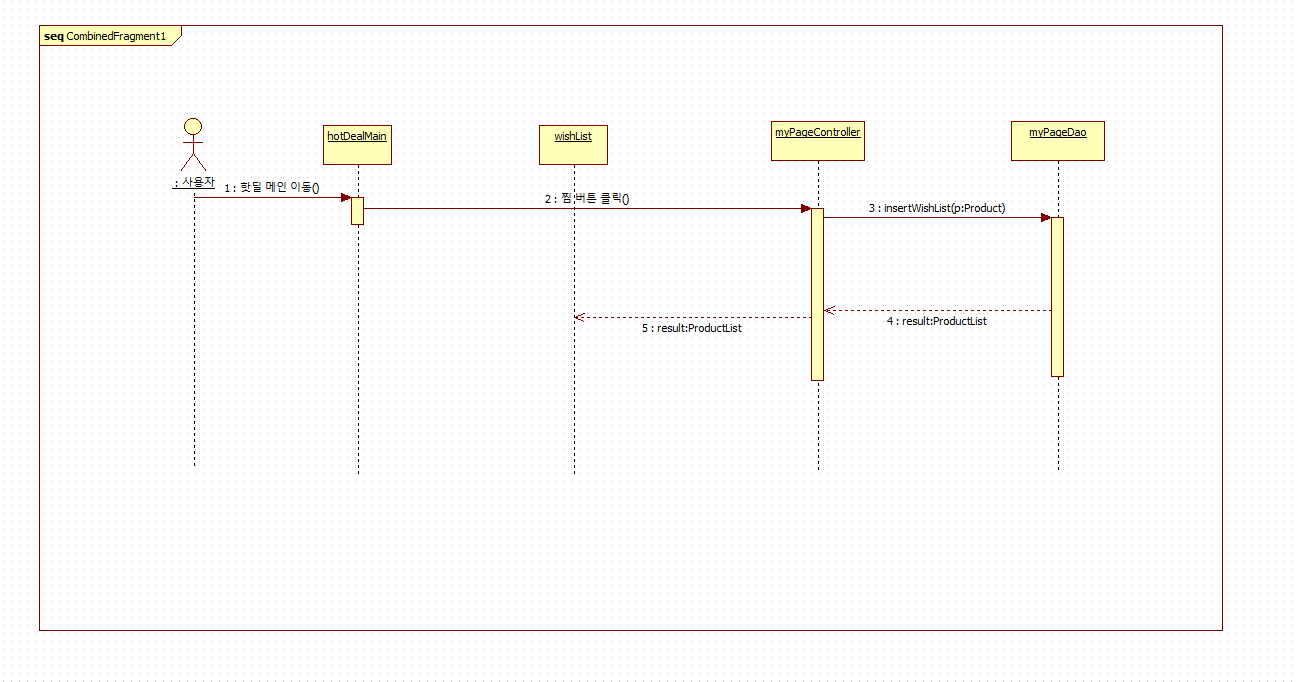 seq CombinedFragment1
hotDealMain
wishList
myPageController
myPageDao
: 사용자
1 : 핫딜 메인 이동()
2 : 찜 버튼 클릭()
3 : insertWishList(p:Product)
4 : result:ProductList
5 : result:ProductList